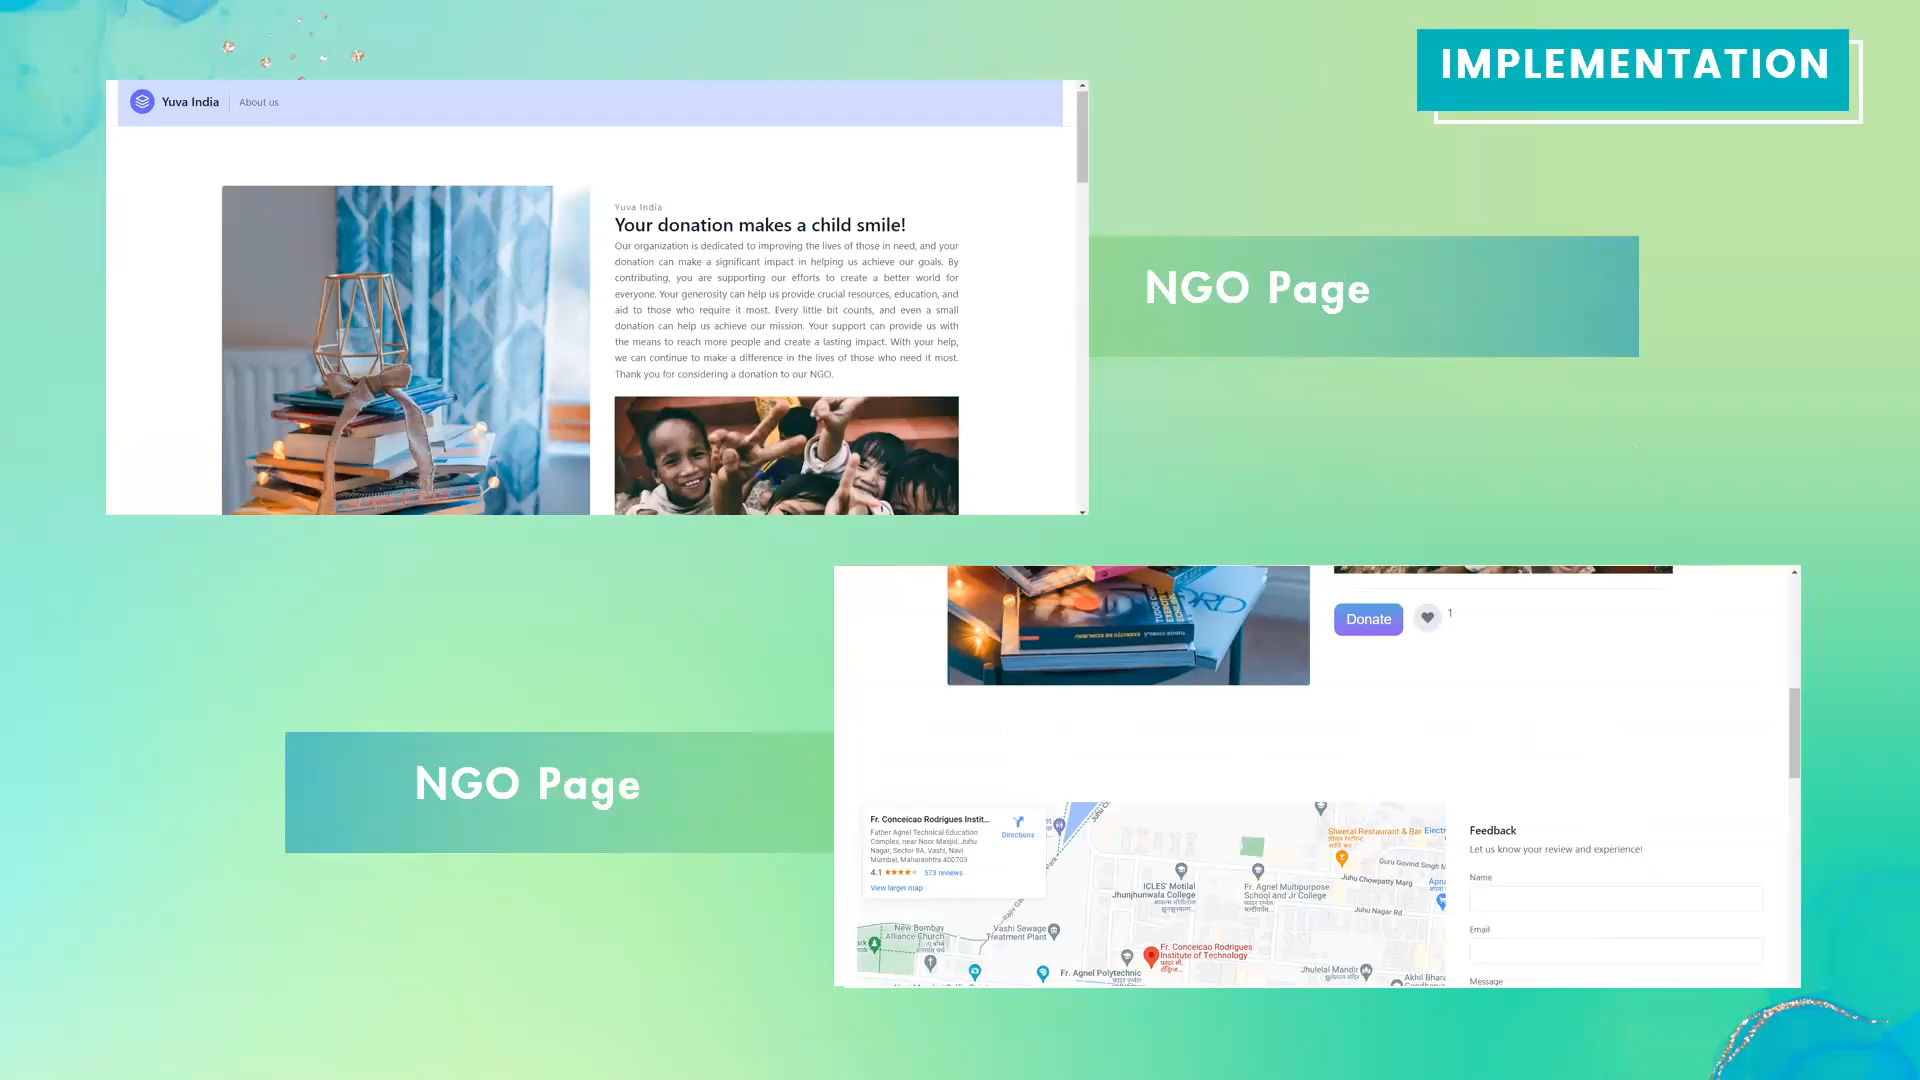 IMPLEMENTATION
Yuva India
About us
Yuva India
Your donation makes a child smile!
Our organization is dedicated to improving the lives of those in need, and your
donation can make a significant impact in helping us achieve our goals. By
contributing, you are supporting our efforts to create a better world for
everyone. Your generosity can help us provide crucial resources, education, and
aid to those who require it most. Every little bit counts, and even a small
donation can help us achieve our mission. Your support can provide us with
the means to reach more people and create a lasting impact. With your help,
we can continue to make a difference in the lives of those who need it most.
Thank you for considering a donation to our NGO.
NGO Page
NGO Page
Donate
1
Fr. Conceicao Rodrigues Instit...
Father Agnel Technical Education
Complex, near Noor Masjid, Juhu
Nagar, Sector 9A, Vashi, Navi
Mumbai, Maharashtra 400703
4.1
573 reviews
View larger map
Directions
Sheetal Restaurant & Bar
Guru Govind Singh M
Juhu Chowpatty Marg
Juhu Nagar Rd
ICLES' Motilal
Jhunjhunwala College
Fr. Agnel Multipurpose
School and Jr College
New Bombay
Alliance Church
Vashi Sewage
Treatment Plant
Fr. Conceicao Rodrigues
Institute of Technology
Fr. Agnel Polytechnic
Jhulelal Mandir
Feedback
Let us know your review and experience!
Name
Email
Message